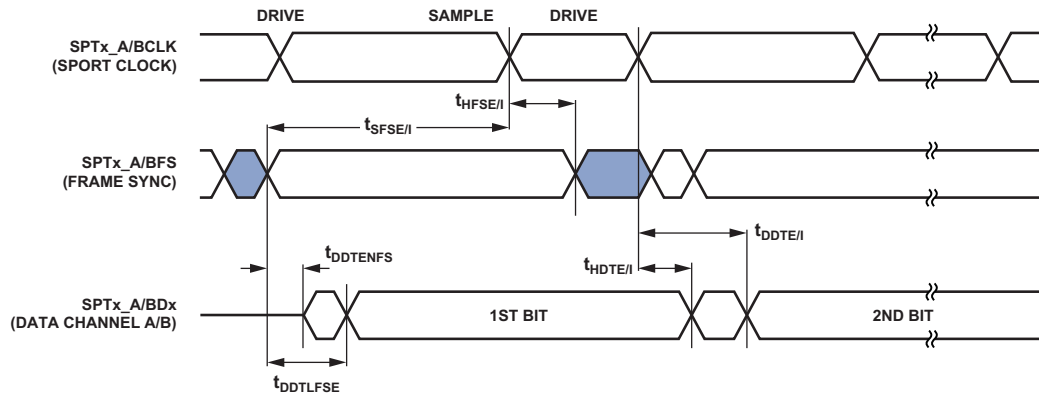 DRIVE SAMPLE DRIVE
SPTx_A/BCLK
(SPORT CLOCK)
tHFSE/I
tSFSE/I
SPTx_A/BFS
(FRAME SYNC)
tDDTE/I
tDDTENFS
tHDTE/I
SPTx_A/BDx
(DATA CHANNEL A/B)
1ST BIT 2ND BIT
tDDTLFSE